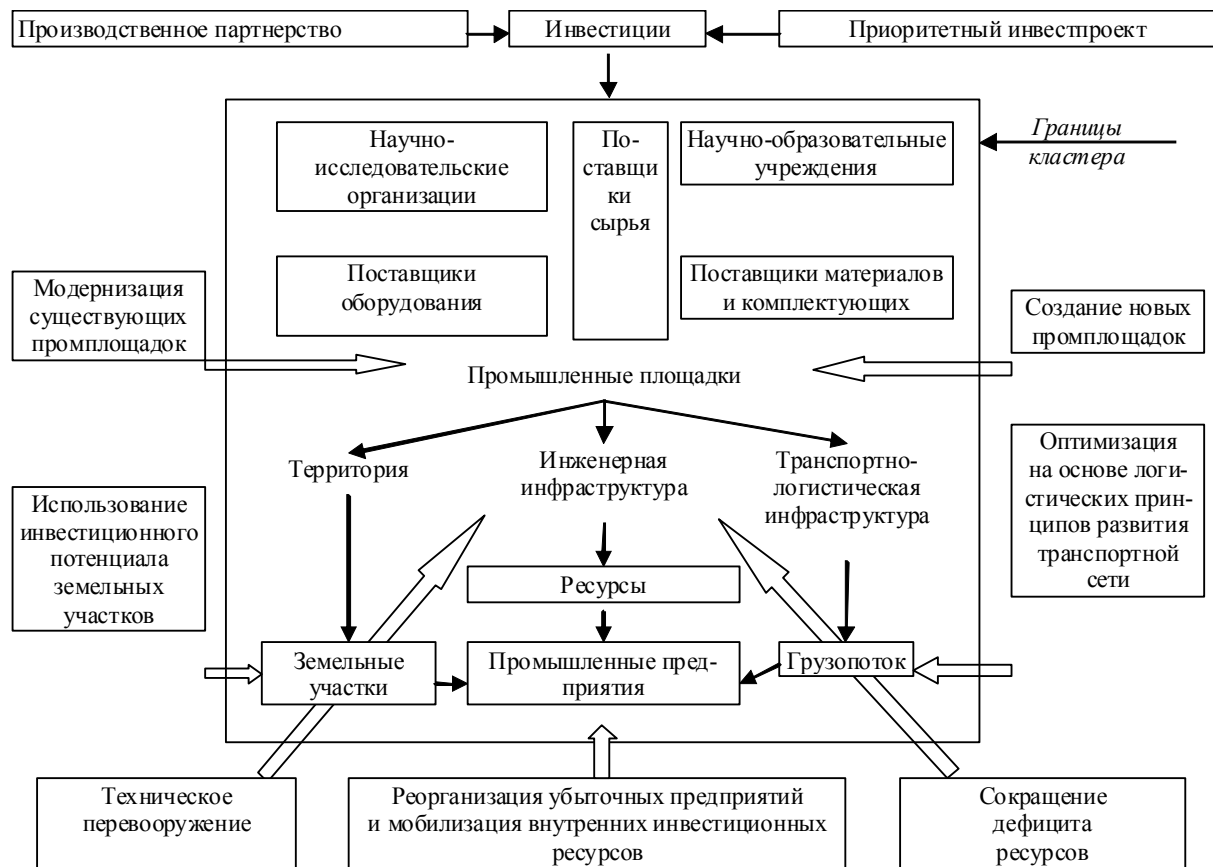 Производственное партнерство
Инвестиции
Приоритетный инвестпроект
Границы
кластера
Научно-
исследовательские
организации
По-
ставщи
ки
сырья
Научно-образовательные
учреждения
Поставщики
оборудования
Поставщики материалов
и комплектующих
Модернизация
существующих
промплощадок
Создание новых
промплощадок
Промышленные площадки
Территория
Инженерная
инфраструктура
Транспортно-
логистическая
инфраструктура
Использование
инвестиционного
потенциала
земельных
участков
Оптимизация
на основе логи-
стических прин-
ципов развития
транспортной
сети
Ресурсы
Земельные
участки
Промышленные пред-
приятия
Грузопоток
Техническое
перевооружение
Реорганизация убыточных предприятий
и мобилизация внутренних инвестиционных
ресурсов
Сокращение
дефицита
ресурсов